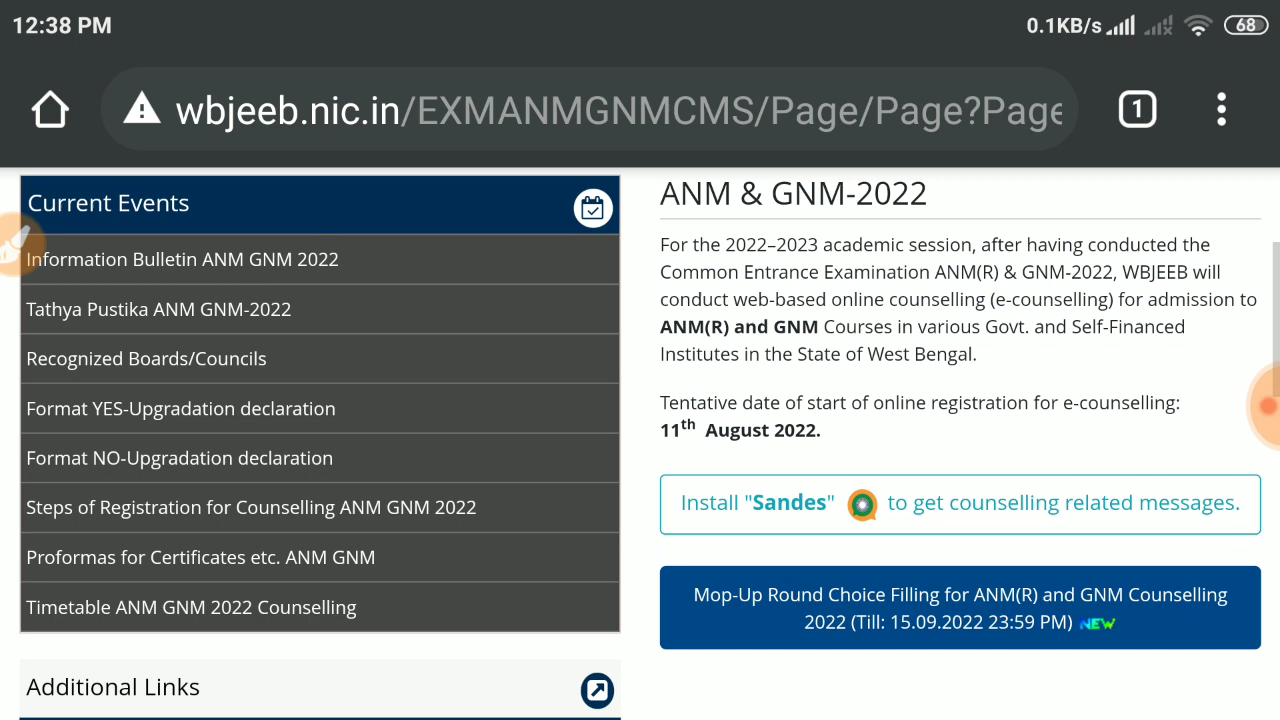 12:38 PM
0.1KB/s
68
wbjeeb.nic.in/EXMANMGNMCMS/Page/Page?Page
1
Current Events
Information Bulletin ANM GNM 2022
Tathya Pustika ANM GNM-2022
Recognized Boards/Councils
Format YES-Upgradation declaration
Format NO-Upgradation declaration
Steps of Registration for Counselling ANM GNM 2022
Proformas for Certificates etc. ANM GNM
Timetable ANM GNM 2022 Counselling
Additional Links
ANM & GNM-2022
For the 2022–2023 academic session, after having conducted the
Common Entrance Examination ANM(R) & GNM-2022, WBJEEB will
conduct web-based online counselling (e-counselling) for admission to
ANM(R) and GNM Courses in various Govt. and Self-Financed
Institutes in the State of West Bengal.
Tentative date of start of online registration for e-counselling:
11th August 2022.
Install "Sandes" to get counselling related messages.
Mop-Up Round Choice Filling for ANM(R) and GNM Counselling
2022 (Till: 15.09.2022 23:59 PM) NEW